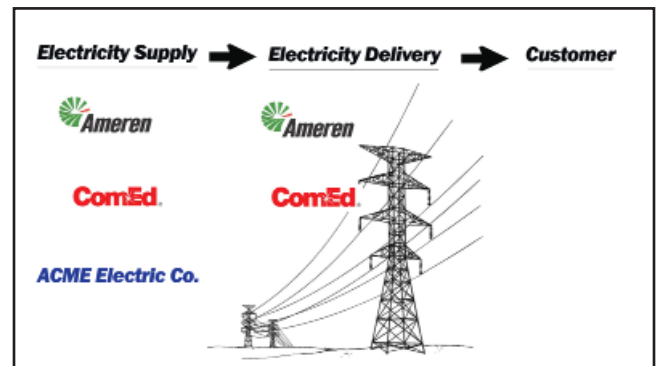 Electricity Supply Electricity Delivery Customer
Ameren Ameren
ComEd. ComEd.
ACME Electric Co.